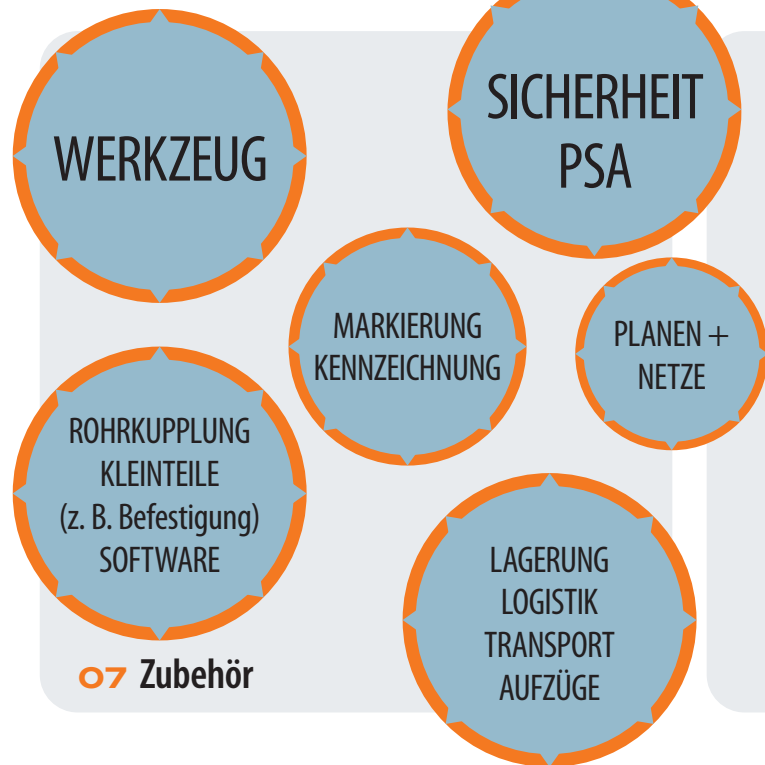 WERKZEUG
SICHERHEIT
PSA
MARKIERUNG
KENNZEICHNUNG
PLANEN +
NETZE
ROHRKUPPLUNG
KLEINTEILE
(z. B. Befestigung)
SOFTWARE
LAGERUNG
LOGISTIK
TRANSPORT
AUFZÜGE
07 Zubehör